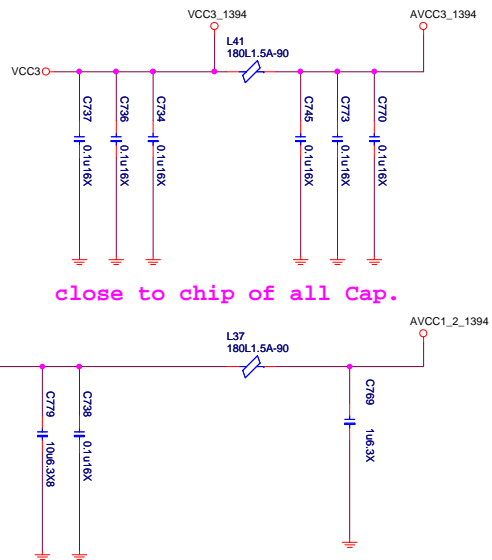 VCC3_1394
AVCC3_1394
L41
180L1.5A-90
VCC3
C737
0.1u16X
C736
0.1u16X
C734
0.1u16X
C745
0.1u16X
C773
0.1u16X
C770
0.1u16X
close to chip of all Cap.
AVCC1_2_1394
L37
180L1.5A-90
C779
10u6.3X8
C738
0.1u16X
C769
1u6.3X